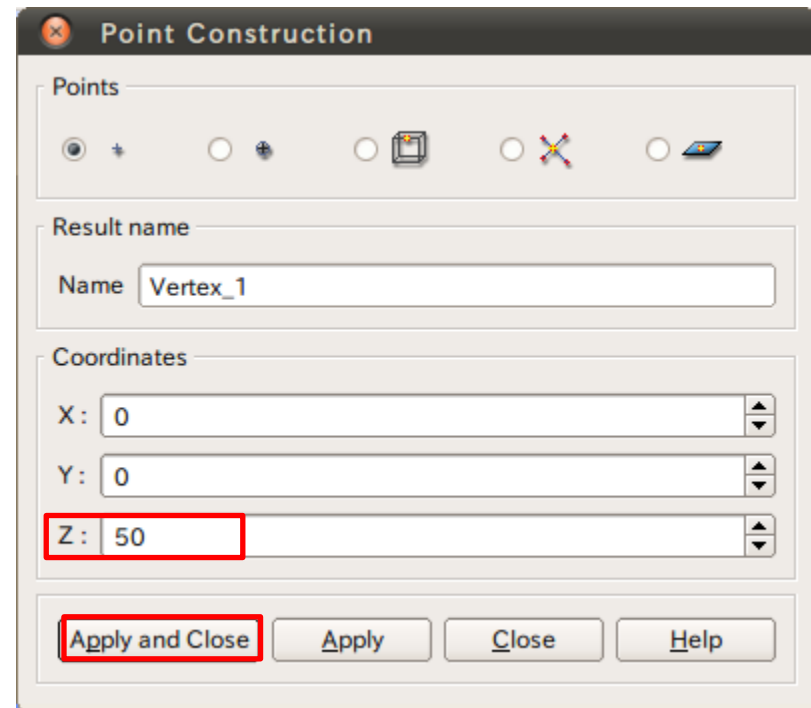 Point Construction
Points
Result name
Name Vertex_1
Coordinates
X : 0
Y : 0
Z : 50
Apply and Close Apply Close Help